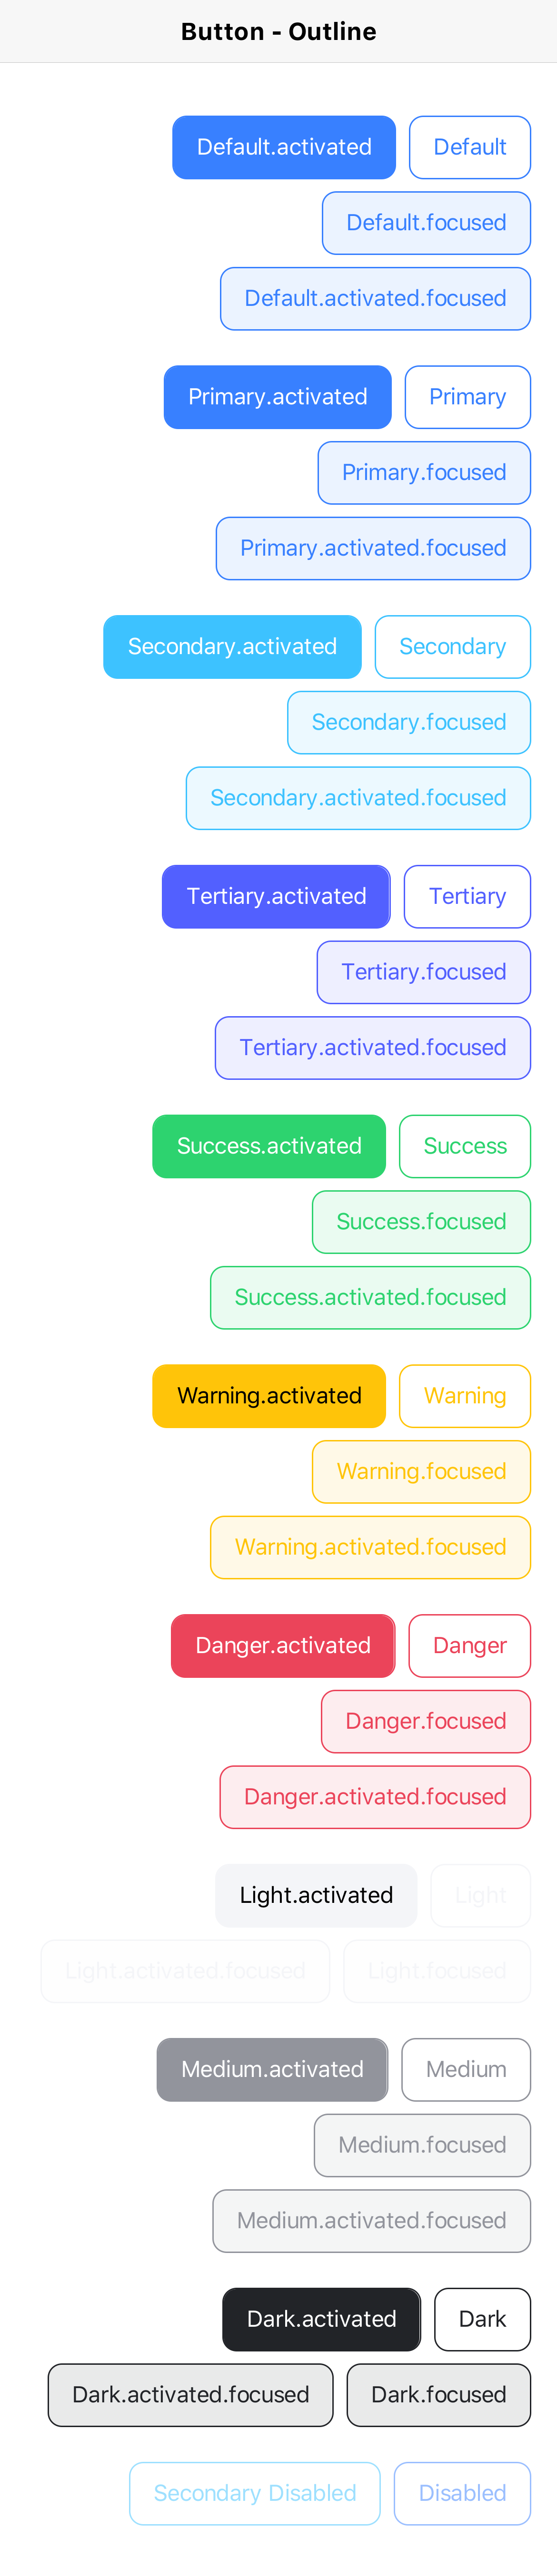 Button - Outline
Default.activated Default
Default.focused
Default.activated.focused
Primary.activated Primary
Primary.focused
Primary.activated.focused
Secondary.activated Secondary
Secondary.focused
Secondary.activated.focused
Tertiary.activated Tertiary
Tertiary.focused
Tertiary.activated.focused
Success.activated Success
Success.focused
Success.activated.focused
Warning.activated Warning
Warning.focused
Warning.activated.focused
Danger.activated Danger
Danger.focused
Danger.activated.focused
Light.activated Light
Light.activated.focused Light.focused
Medium.activated Medium
Medium.focused
Medium.activated.focused
Dark.activated Dark
Dark.activated.focused Dark.focused
Secondary Disabled Disabled